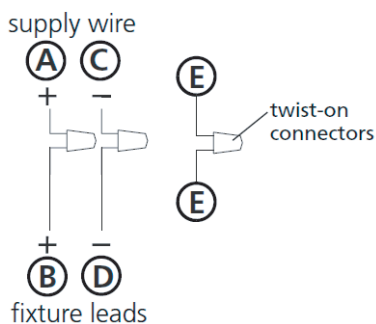 supply wire
A C E
+ −
twist-on
connectors
E
+ −
B D
fixture leads